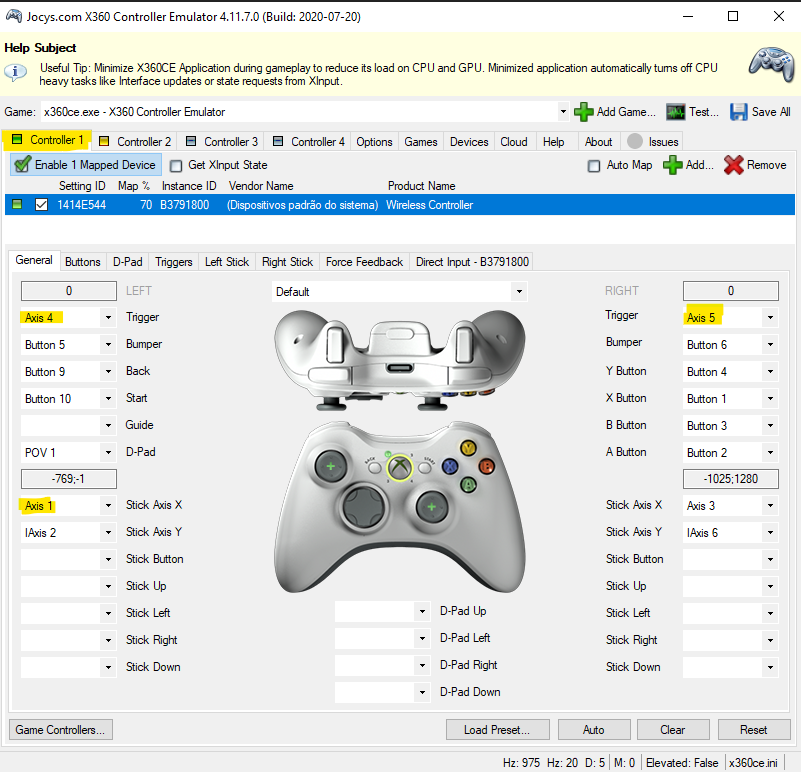 Jocys.com X360 Controller Emulator 4.11.7.0 (Build: 2020-07-20)
Help Subject
Useful Tip: Minimize X360CE Application during gameplay to reduce its load on CPU and GPU. Minimized application automatically turns off CPU
heavy tasks like Interface updates or state requests from XInput.
Game: x360ce.exe - X360 Controller Emulator Add Game... Test... Save All
Controller 1 Controller 2 Controller 3 Controller 4 Options Games Devices Cloud Help About Issues
Enable 1 Mapped Device Get XInput State Auto Map Add... Remove
Setting ID Map % Instance ID Vendor Name Product Name
1414E544 70 B3791800 (Dispositivos padrão do sistema) Wireless Controller
General Buttons D-Pad Triggers Left Stick Right Stick Force Feedback Direct Input - B3791800
0 LEFT Default RIGHT 0
Axis 4 Trigger Trigger Axis 5
Button 5 Bumper Bumper Button 6
Button 9 Back Y Button Button 4
Button 10 Start X Button Button 1
Guide B Button Button 3
POV 1 D-Pad A Button Button 2
BACK START
Y
X B
A
-769;-1 -1025;1280
Axis 1 Stick Axis X Stick Axis X Axis 3
IAxis 2 Stick Axis Y Stick Axis Y IAxis 6
Stick Button Stick Button
Stick Up Stick Up
Stick Left D-Pad Up Stick Left
Stick Right D-Pad Left Stick Right
Stick Down D-Pad Right Stick Down
D-Pad Down
Game Controllers... Load Preset... Auto Clear Reset
Hz: 975 Hz: 20 D: 5 M: 0 Elevated: False x360ce.ini